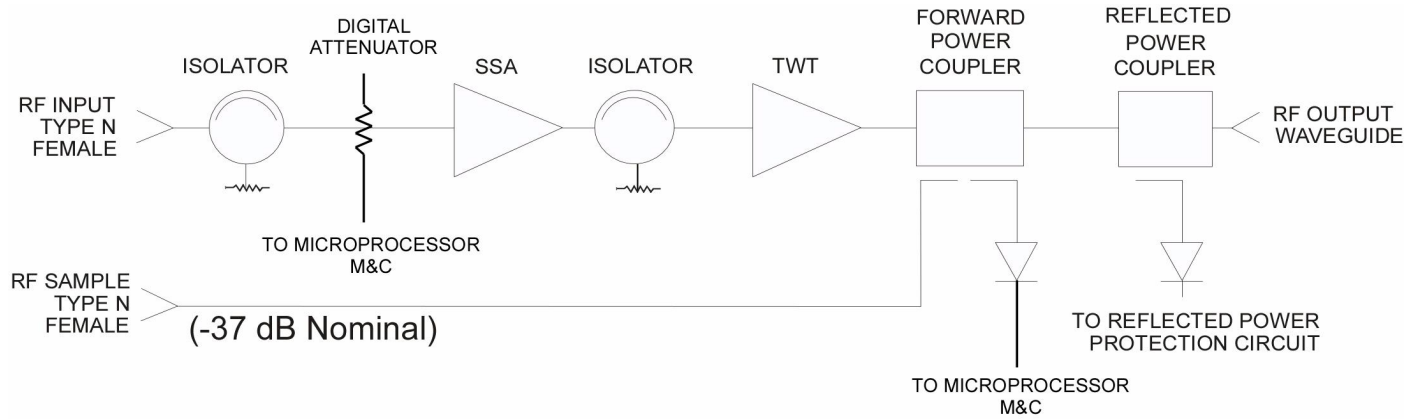 FORWARD
POWER
COUPLER
REFLECTED
POWER
COUPLER
DIGITAL
ATTENUATOR
ISOLATOR
SSA
ISOLATOR
TWT
RF INPUT
TYPE N
FEMALE
RF OUTPUT
WAVEGUIDE
TO MICROPROCESSOR
M&C
RF SAMPLE
TYPE N
FEMALE
(-37 dB Nominal)
TO REFLECTED POWER
PROTECTION CIRCUIT
TO MICROPROCESSOR
M&C